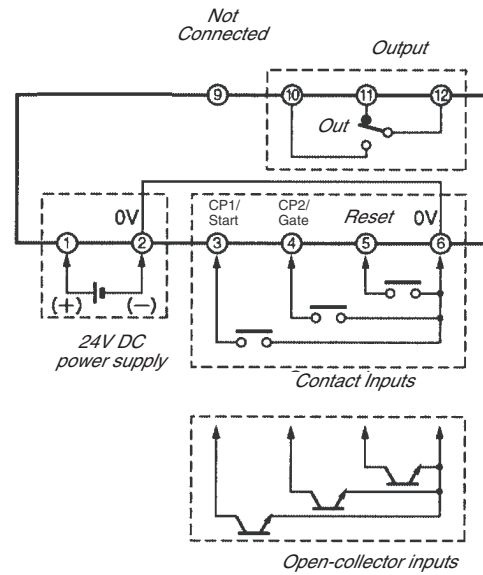 Not
Connected
Output
9
10
11
12
Out
0V
CP1/
Start
CP2/
Gate
Reset
0V
1
2
3
4
5
6
(+)
(−)
24V DC
power supply
Contact Inputs
Open-collector inputs